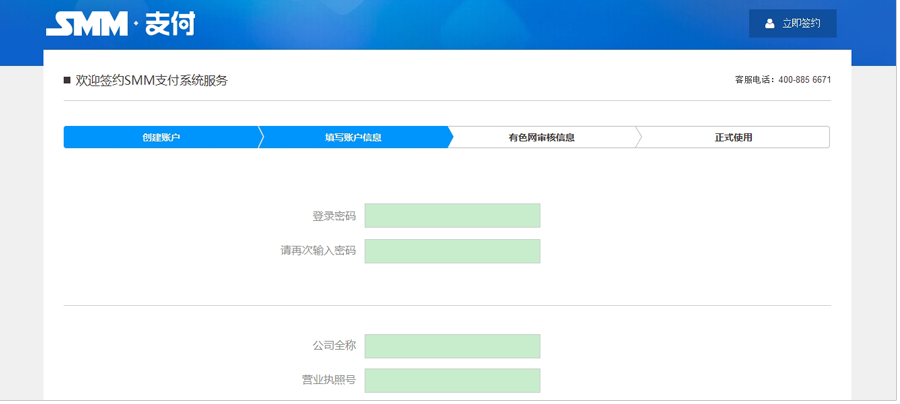 SMM·支付
立即签约
欢迎签约SMM支付系统服务
客服电话：400-885 6671
创建账户
填写账户信息
有色网审核信息
正式使用
登录密码
请再次输入密码
公司全称
营业执照号